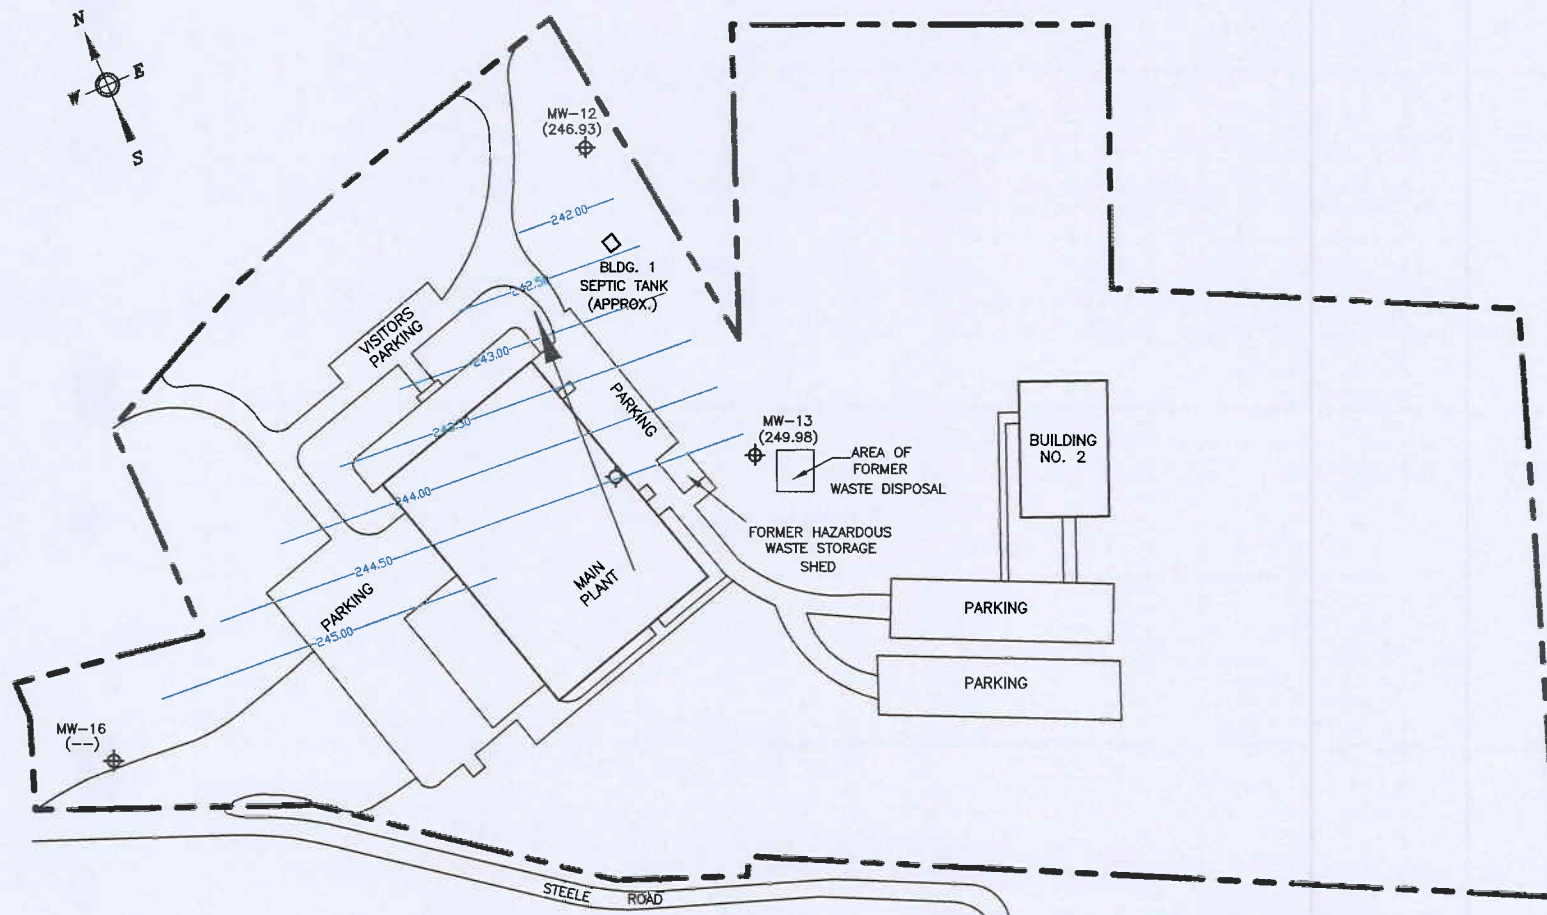 N
E
W
S
MW-12
(246.93)
242.00
BLDG. 1
SEPTIC TANK
(APPROX.)
242.50
VISITORS
PARKING
243.00
PARKING
243.50
MW-13
(249.98)
AREA OF
FORMER
WASTE DISPOSAL
BUILDING
NO. 2
244.00
FORMER HAZARDOUS
WASTE STORAGE
SHED
244.50
MAIN
PLANT
PARKING
245.00
PARKING
PARKING
MW-16
(--)
STEELE ROAD